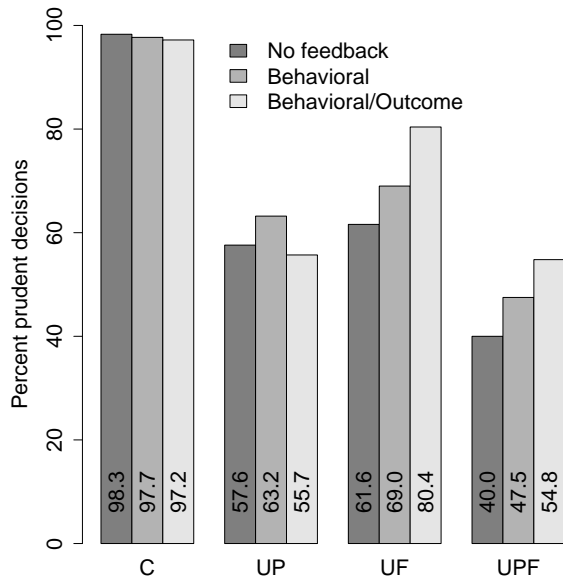 100
80
60
40
20
0
Percent prudent decisions
No feedback
Behavioral
Behavioral/Outcome
98.3
97.7
97.2
57.6
63.2
55.7
61.6
69.0
80.4
40.0
47.5
54.8
C
UP
UF
UPF